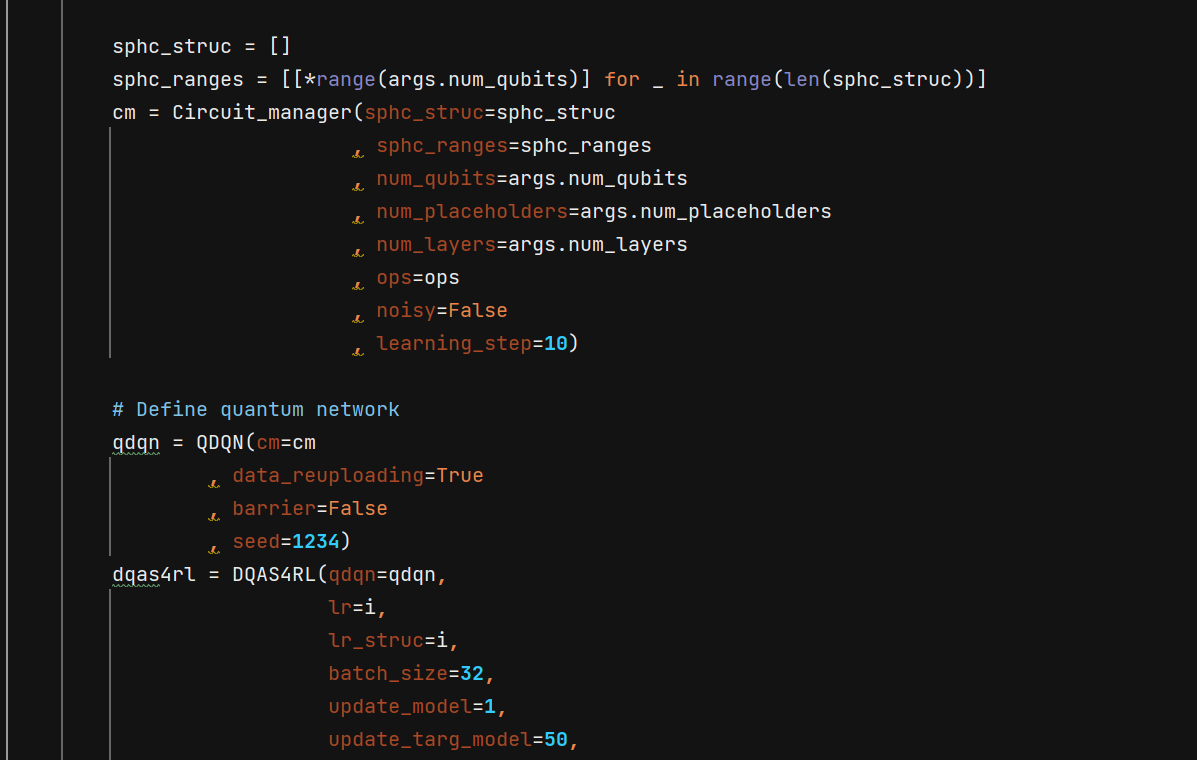 sphc_struc = []
sphc_ranges = [[*range(args.num_qubits)] for _ in range(len(sphc_struc))]
cm = Circuit_manager(sphc_struc=sphc_struc
, sphc_ranges=sphc_ranges
, num_qubits=args.num_qubits
, num_placeholders=args.num_placeholders
, num_layers=args.num_layers
, ops=ops
, noisy=False
, learning_step=10)
# Define quantum network
qdqn = QDQN(cm=cm
, data_reuploading=True
, barrier=False
, seed=1234)
dqas4rl = DQAS4RL(qdqn=qdqn,
lr=i,
lr_struc=i,
batch_size=32,
update_model=1,
update_targ_model=50,